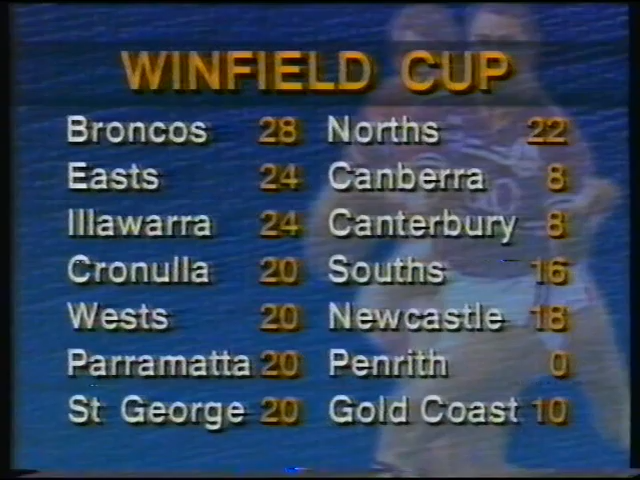 WINFIELD CUP
Broncos 28 Norths 22
Easts 24 Canberra 8
Illawarra 24 Canterbury 8
Cronulla 20 Souths 16
Wests 20 Newcastle 18
Parramatta 20 Penrith 0
St George 20 Gold Coast 10